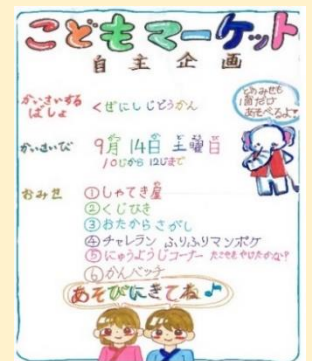 こどもマーケット
自主企画
かいさいする
ばしょ
くぜにしじどうかん
どのみせも
1回だけ
あそべるよ♥
かいさいび
9月14日土曜日
10じから12じまで
おみせ
①しゃてき屋
②くじびき
③おたからさがし
④チャレラン ふりふりマンポケ
⑤にゅうようじコーナー
⑥かんバッチ
あそびにきてね♪